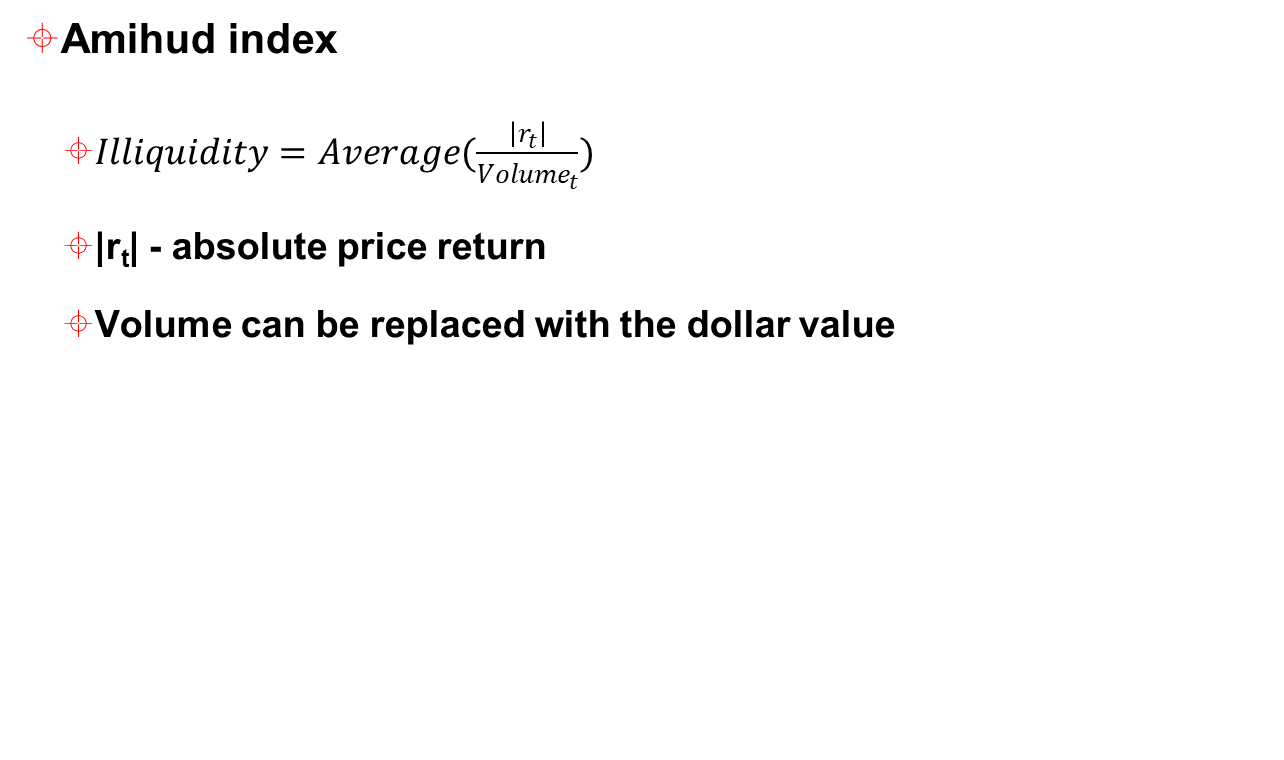 Amihud index
Illiquidity = Average(|r_t|/Volume_t)
|r_t| - absolute price return
Volume can be replaced with the dollar value